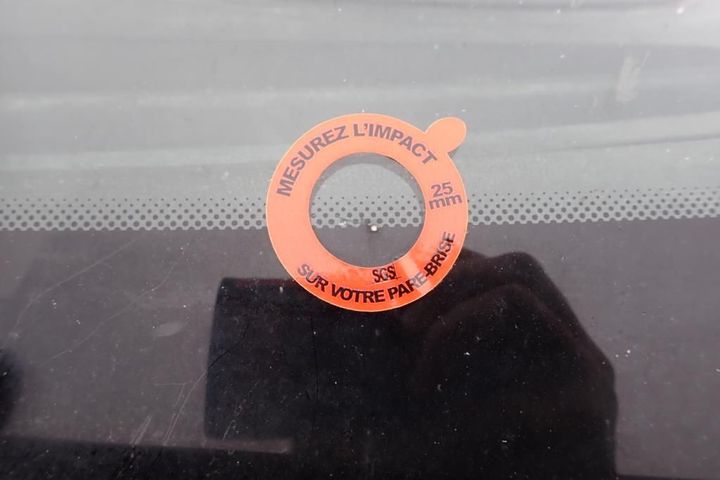 MESUREZ L'IMPACT
25
mm
SGS
SUR VOTRE PARE-BRISE